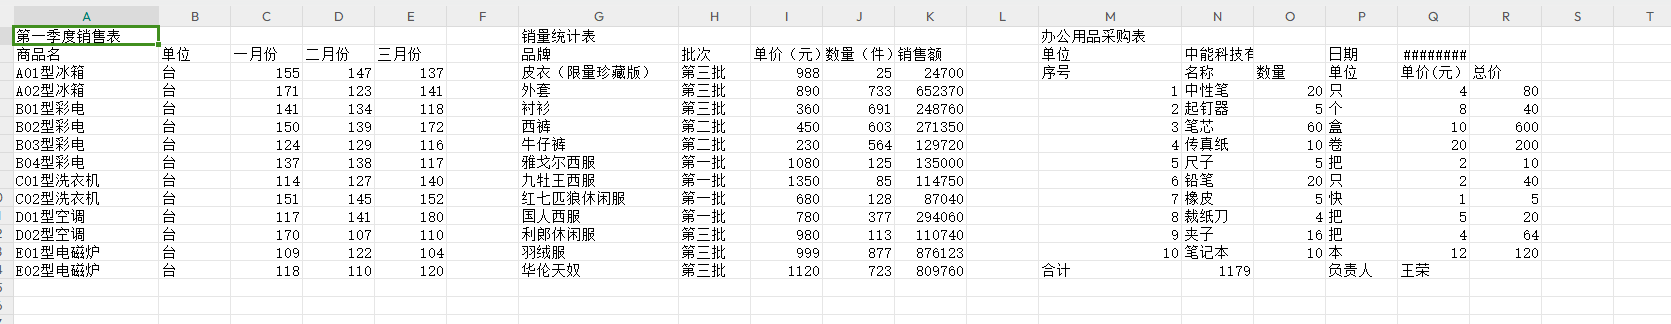 A B C D E F G H I J K L M N O P Q R S T
第一季度销售表 销量统计表 办公用品采购表
商品名 单位 一月份 二月份 三月份 品牌 批次 单价（元） 数量（件） 销售额 单位 中能科技有 日期 ########
A01型冰箱 台 155 147 137 皮衣（限量珍藏版） 第三批 988 25 24700 序号 名称 数量 单位 单价(元) 总价
A02型冰箱 台 171 123 141 外套 第三批 890 733 652370 1 中性笔 20 只 4 80
B01型彩电 台 141 134 118 衬衫 第三批 360 691 248760 2 起钉器 5 个 8 40
B02型彩电 台 150 139 172 西裤 第二批 450 603 271350 3 笔芯 60 盒 10 600
B03型彩电 台 124 129 116 牛仔裤 第二批 230 564 129720 4 传真纸 10 卷 20 200
B04型彩电 台 137 138 117 雅戈尔西服 第一批 1080 125 135000 5 尺子 5 把 2 10
C01型洗衣机 台 114 127 140 九牡王西服 第一批 1350 85 114750 6 铅笔 20 只 2 40
C02型洗衣机 台 151 145 152 红七匹狼休闲服 第一批 680 128 87040 7 橡皮 5 快 1 5
D01型空调 台 117 141 180 国人西服 第一批 780 377 294060 8 裁纸刀 4 把 5 20
D02型空调 台 170 107 110 利郎休闲服 第三批 980 113 110740 9 夹子 16 把 4 64
E01型电磁炉 台 109 122 104 羽绒服 第三批 999 877 876123 10 笔记本 10 本 12 120
E02型电磁炉 台 118 110 120 华伦天奴 第三批 1120 723 809760 合计 1179 负责人 王荣